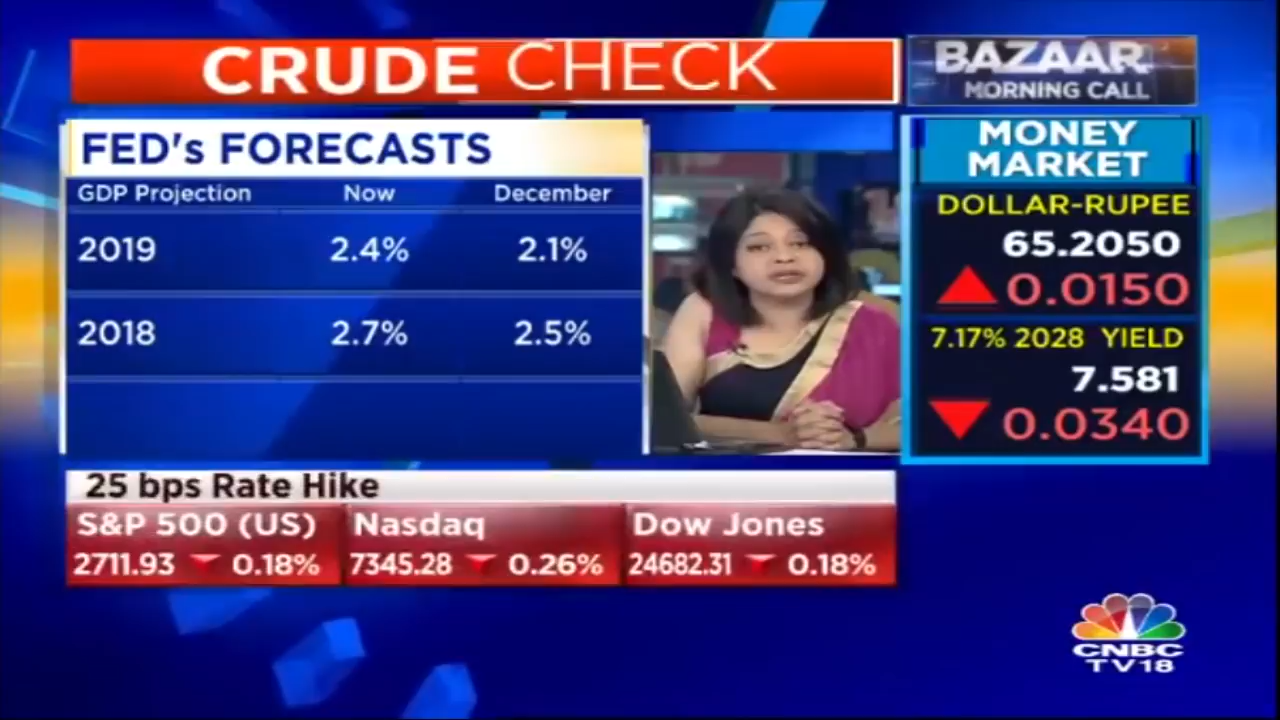 CRUDE CHECK
BAZAAR
MORNING CALL
FED's FORECASTS
GDP Projection Now December
2019 2.4% 2.1%
2018 2.7% 2.5%
MONEY
MARKET
DOLLAR-RUPEE
65.2050
0.0150
7.17% 2028 YIELD
7.581
0.0340
25 bps Rate Hike
S&P 500 (US) Nasdaq Dow Jones
2711.93 0.18% 7345.28 0.26% 24682.31 0.18%
CNBC
TV18